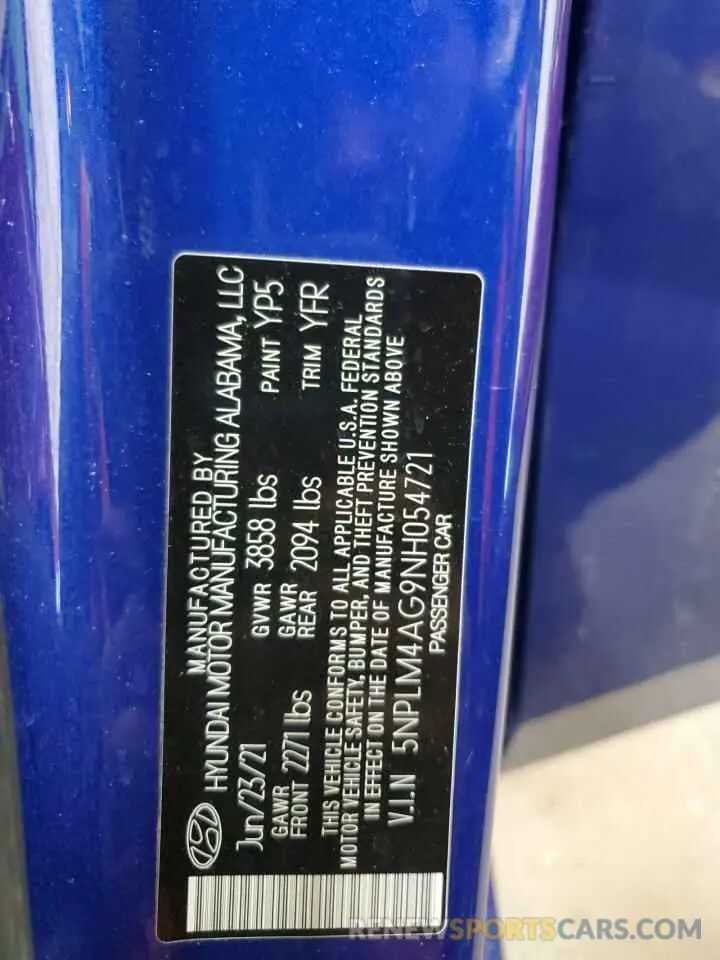 MANUFACTURED BY
HYUNDAI MOTOR MANUFACTURING ALABAMA, LLC
Jun/23/21 GVWR 3858 lbs PAINT YP5
GAWR FRONT 2271 lbs GAWR REAR 2094 lbs TRIM YFR
THIS VEHICLE CONFORMS TO ALL APPLICABLE U.S.A. FEDERAL
MOTOR VEHICLE SAFETY, BUMPER, AND THEFT PREVENTION STANDARDS
IN EFFECT ON THE DATE OF MANUFACTURE SHOWN ABOVE
V.I.N 5NPLM4AG9NH054721
PASSENGER CAR
RENEWSPORTSCARS.COM